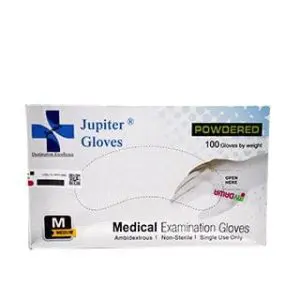 Jupiter ®
Gloves
POWDERED
100 Gloves by weight
OPEN
HERE
M
MEDIUM
Medical Examination Gloves
Ambidextrous | Non-Sterile | Single Use Only